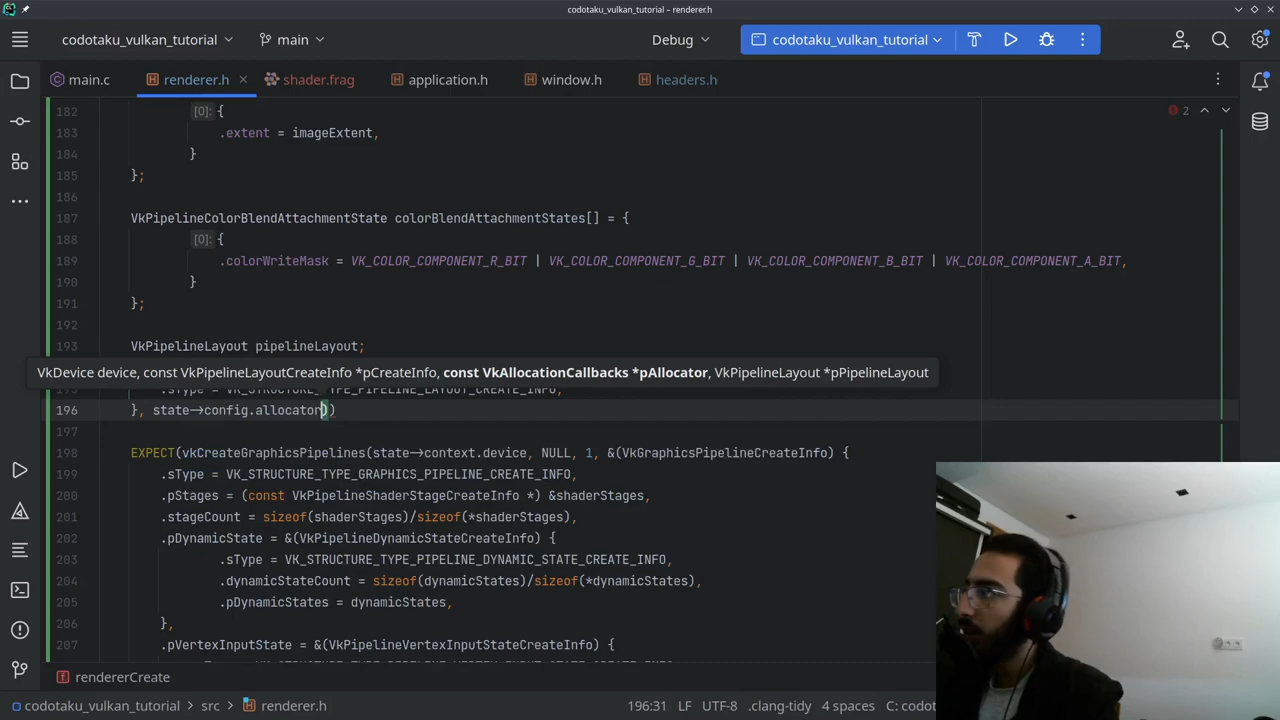 codotaku_vulkan_tutorial – renderer.h
codotaku_vulkan_tutorial main Debug codotaku_vulkan_tutorial
main.c renderer.h shader.frag application.h window.h headers.h
2
182 [0]: {
183 .extent = imageExtent,
184 }
185 };
186
187 VkPipelineColorBlendAttachmentState colorBlendAttachmentStates[] = {
188 [0]: {
189 .colorWriteMask = VK_COLOR_COMPONENT_R_BIT | VK_COLOR_COMPONENT_G_BIT | VK_COLOR_COMPONENT_B_BIT | VK_COLOR_COMPONENT_A_BIT,
190 }
191 };
192
193 VkPipelineLayout pipelineLayout;
VkDevice device, const VkPipelineLayoutCreateInfo *pCreateInfo, const VkAllocationCallbacks *pAllocator, VkPipelineLayout *pPipelineLayout
.sType = VK_STRUCTURE_TYPE_PIPELINE_LAYOUT_CREATE_INFO,
196 }, state->config.allocator))
197
198 EXPECT(vkCreateGraphicsPipelines(state->context.device, NULL, 1, &(VkGraphicsPipelineCreateInfo) {
199 .sType = VK_STRUCTURE_TYPE_GRAPHICS_PIPELINE_CREATE_INFO,
200 .pStages = (const VkPipelineShaderStageCreateInfo *) &shaderStages,
201 .stageCount = sizeof(shaderStages)/sizeof(*shaderStages),
202 .pDynamicState = &(VkPipelineDynamicStateCreateInfo) {
203 .sType = VK_STRUCTURE_TYPE_PIPELINE_DYNAMIC_STATE_CREATE_INFO,
204 .dynamicStateCount = sizeof(dynamicStates)/sizeof(*dynamicStates),
205 .pDynamicStates = dynamicStates,
206 },
207 .pVertexInputState = &(VkPipelineVertexInputStateCreateInfo) {
f rendererCreate
codotaku_vulkan_tutorial src renderer.h 196:31 LF UTF-8 .clang-tidy 4 spaces C: codot